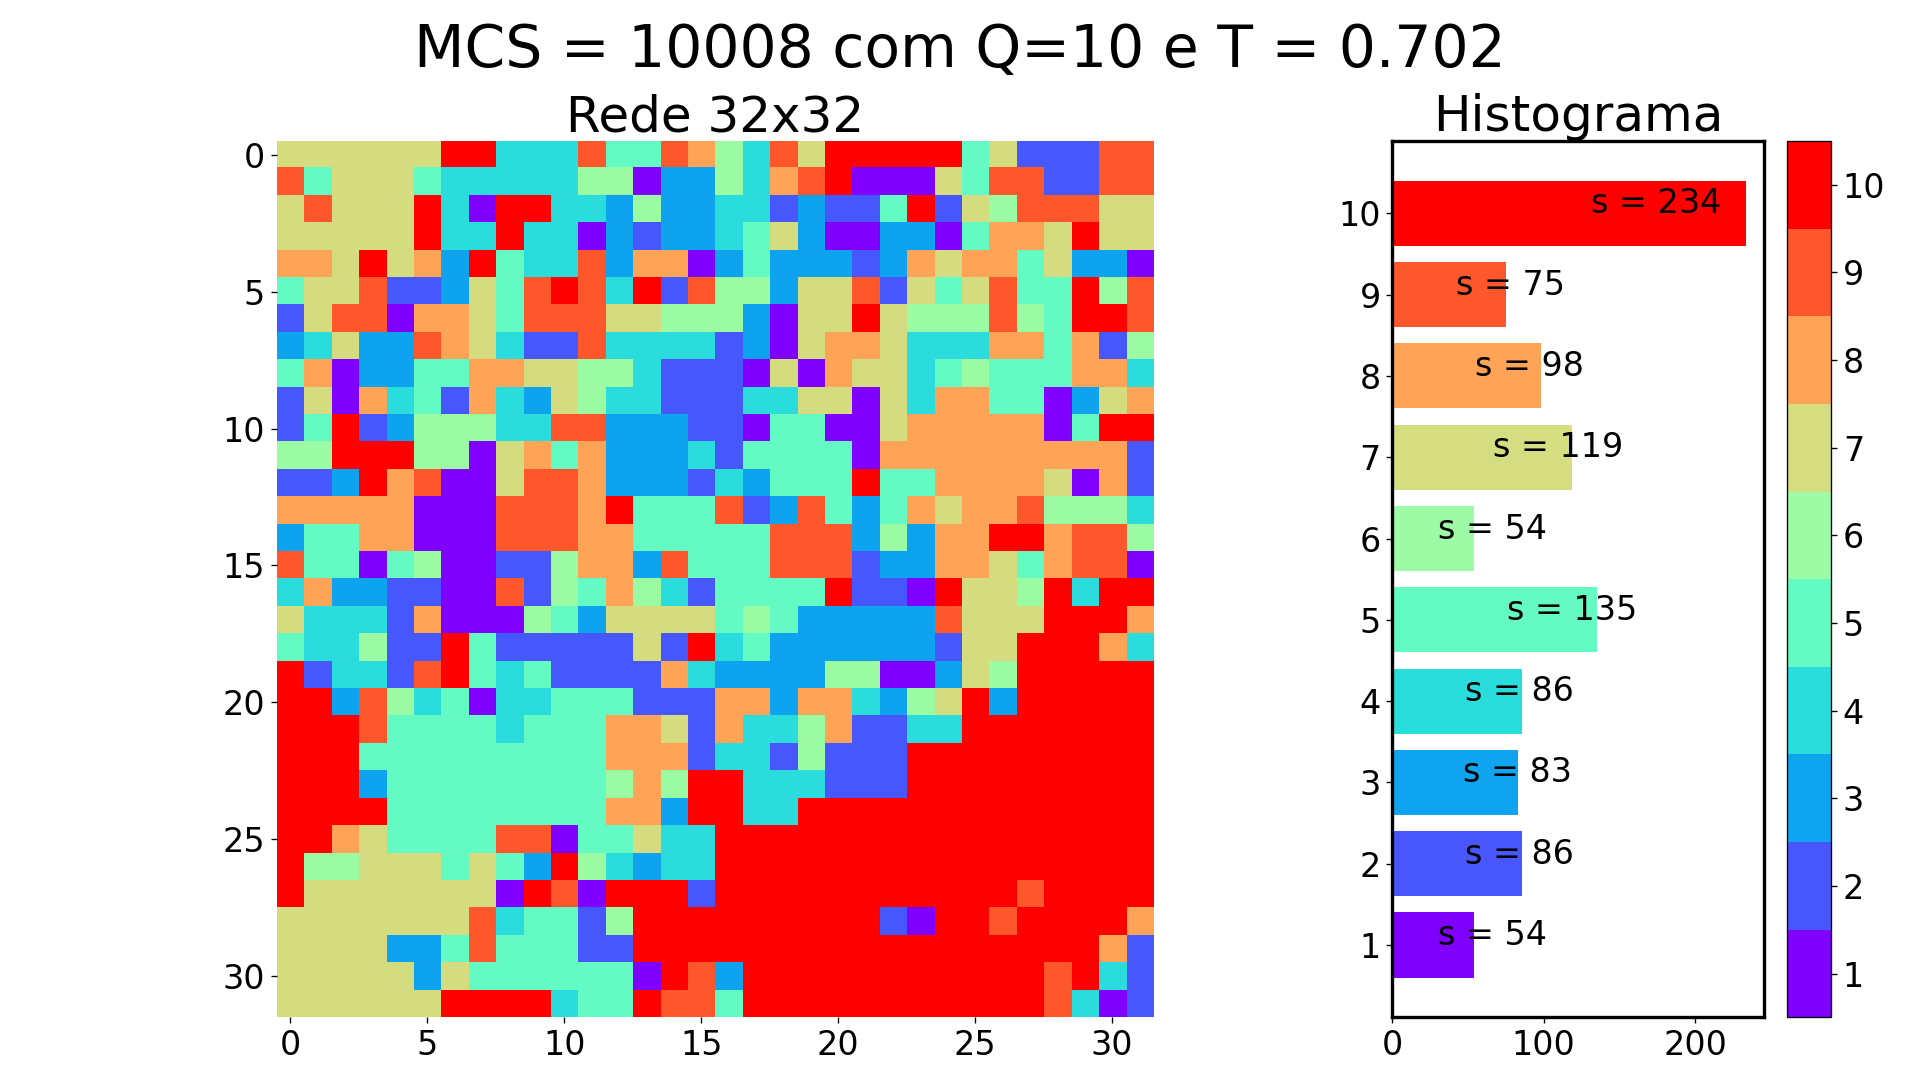 MCS = 10008 com Q=10 e T = 0.702
Rede 32x32
0
5
10
15
20
25
30
0 5 10 15 20 25 30
Histograma
10 s = 234
9 s = 75
8 s = 98
7 s = 119
6 s = 54
5 s = 135
4 s = 86
3 s = 83
2 s = 86
1 s = 54
0 100 200
10
9
8
7
6
5
4
3
2
1